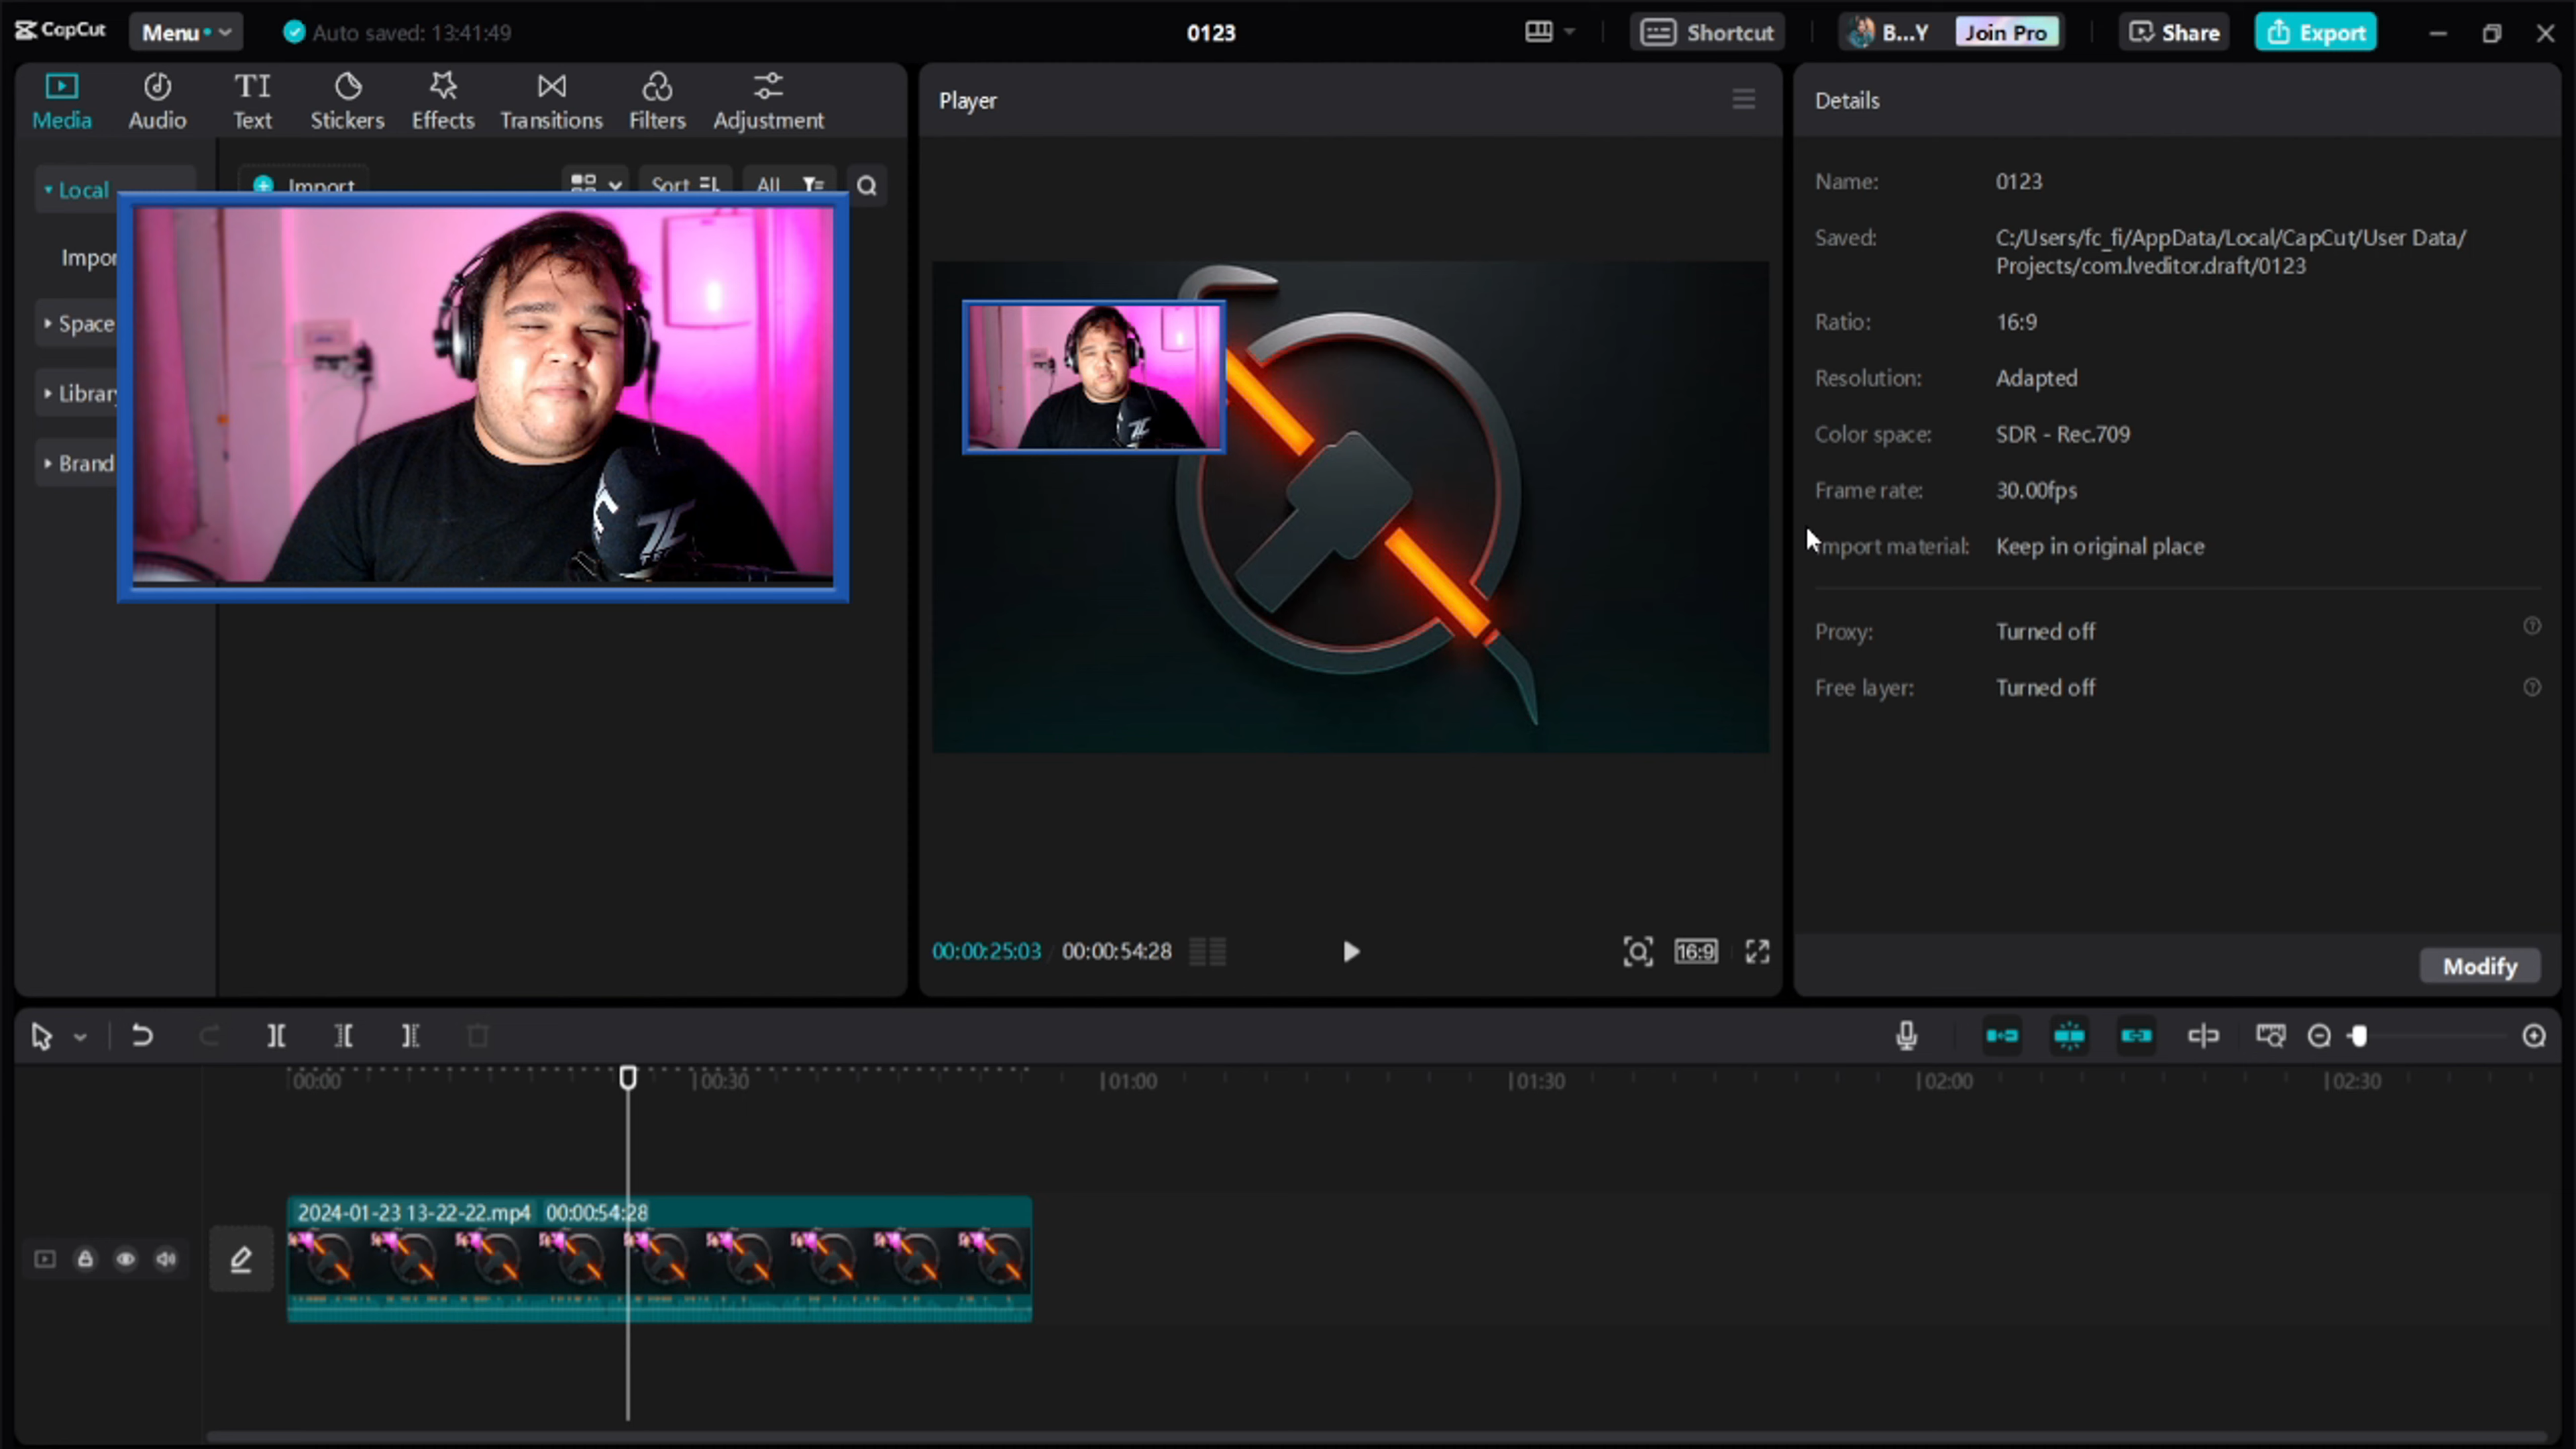 CapCut
Menu
Auto saved: 13:41:49
0123
Shortcut
B...Y
Join Pro
Share
Export
Media
Audio
TI
Text
Stickers
Effects
Transitions
Filters
Adjustment
Player
Details
Local
Import
Sort
All
Impor
Space
Library
Brand
Name:
0123
Saved:
C:/Users/fc_fi/AppData/Local/CapCut/User Data/
Projects/com.lveditor.draft/0123
Ratio:
16:9
Resolution:
Adapted
Color space:
SDR - Rec.709
Frame rate:
30.00fps
Import material:
Keep in original place
Proxy:
Turned off
Free layer:
Turned off
00:00:25:03
00:00:54:28
16:9
Modify
00:00
00:30
01:00
01:30
02:00
02:30
2024-01-23 13-22-22.mp4
00:00:54:28